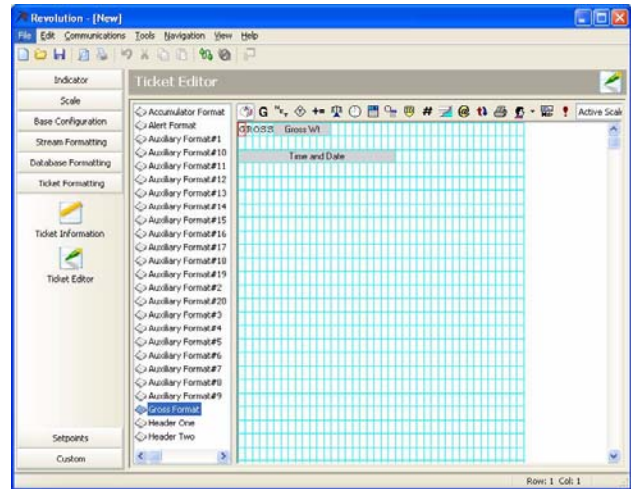 Revolution - [New]
File Edit Communications Tools Navigation View Help
Indicator
Ticket Editor
Scale
Base Configuration
Stream Formatting
Database Formatting
Ticket Formatting
Ticket Information
Ticket Editor
Setpoints
Custom
Accumulator Format
Alert Format
Auxiliary Format#1
Auxiliary Format#10
Auxiliary Format#11
Auxiliary Format#12
Auxiliary Format#13
Auxiliary Format#14
Auxiliary Format#15
Auxiliary Format#16
Auxiliary Format#17
Auxiliary Format#18
Auxiliary Format#19
Auxiliary Format#2
Auxiliary Format#20
Auxiliary Format#3
Auxiliary Format#4
Auxiliary Format#5
Auxiliary Format#6
Auxiliary Format#7
Auxiliary Format#8
Auxiliary Format#9
Gross Format
Header One
Header Two
G # @ Active Scale
GROSS Gross Wt
Time and Date
Row: 1 Col: 1